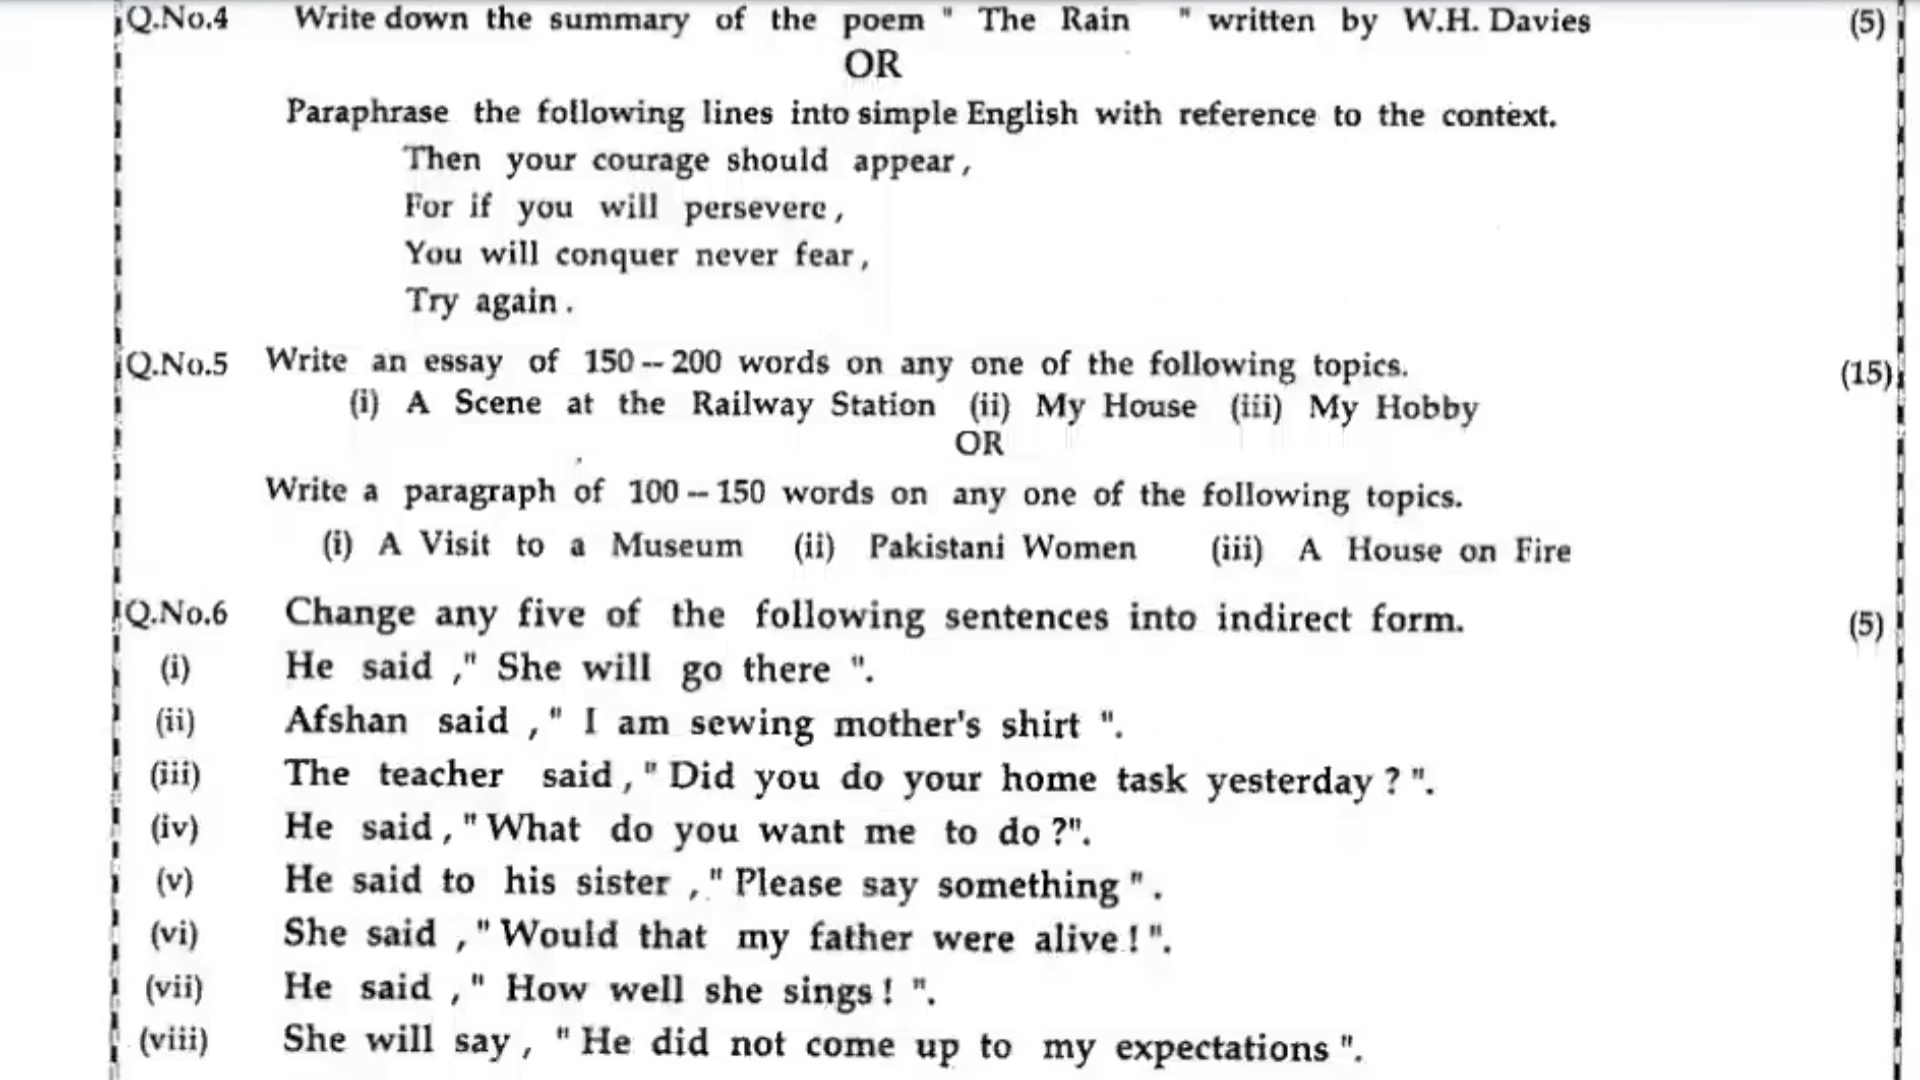 Q.No.4 Write down the summary of the poem " The Rain " written by W.H. Davies (5)
OR
Paraphrase the following lines into simple English with reference to the context.
Then your courage should appear,
For if you will persevere,
You will conquer never fear,
Try again.
Q.No.5 Write an essay of 150--200 words on any one of the following topics. (15)
(i) A Scene at the Railway Station (ii) My House (iii) My Hobby
OR
Write a paragraph of 100--150 words on any one of the following topics.
(i) A Visit to a Museum (ii) Pakistani Women (iii) A House on Fire
Q.No.6 Change any five of the following sentences into indirect form. (5)
(i) He said ," She will go there ".
(ii) Afshan said ," I am sewing mother's shirt ".
(iii) The teacher said ," Did you do your home task yesterday ? ".
(iv) He said ," What do you want me to do ?".
(v) He said to his sister ," Please say something ".
(vi) She said ," Would that my father were alive ! ".
(vii) He said ," How well she sings ! ".
(viii) She will say , " He did not come up to my expectations ".